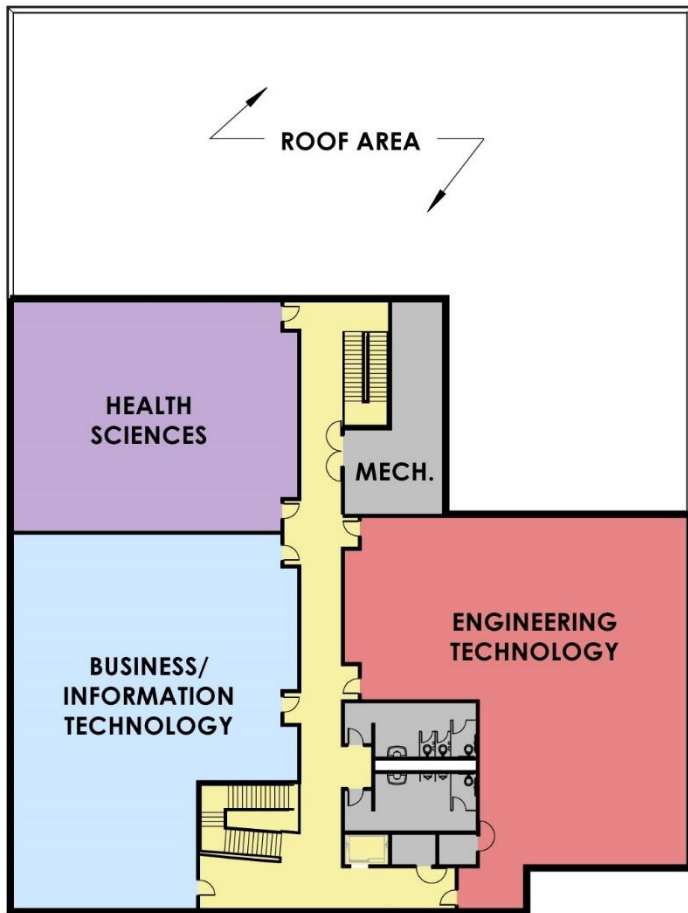 ROOF AREA
HEALTH
SCIENCES
MECH.
BUSINESS/
INFORMATION
TECHNOLOGY
ENGINEERING
TECHNOLOGY